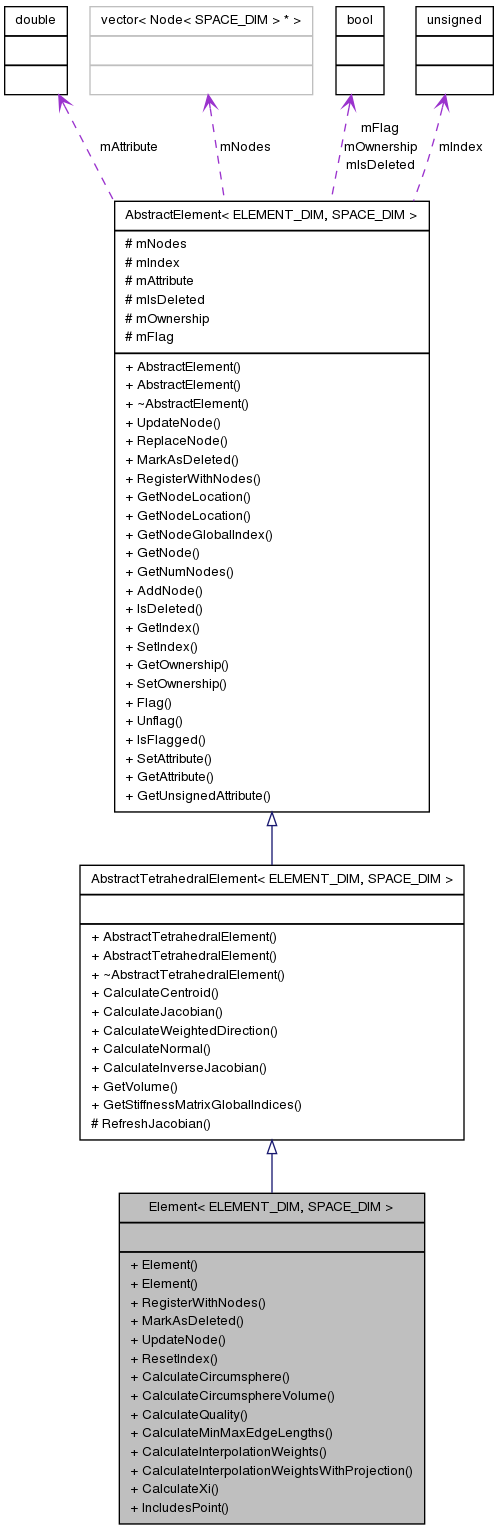 double
vector< Node< SPACE_DIM > * >
bool
unsigned
mAttribute
mNodes
mFlag
mOwnership
mIsDeleted
mIndex
AbstractElement< ELEMENT_DIM, SPACE_DIM >
# mNodes
# mIndex
# mAttribute
# mIsDeleted
# mOwnership
# mFlag
+ AbstractElement()
+ AbstractElement()
+ ~AbstractElement()
+ UpdateNode()
+ ReplaceNode()
+ MarkAsDeleted()
+ RegisterWithNodes()
+ GetNodeLocation()
+ GetNodeLocation()
+ GetNodeGlobalIndex()
+ GetNode()
+ GetNumNodes()
+ AddNode()
+ IsDeleted()
+ GetIndex()
+ SetIndex()
+ GetOwnership()
+ SetOwnership()
+ Flag()
+ Unflag()
+ IsFlagged()
+ SetAttribute()
+ GetAttribute()
+ GetUnsignedAttribute()
AbstractTetrahedralElement< ELEMENT_DIM, SPACE_DIM >
+ AbstractTetrahedralElement()
+ AbstractTetrahedralElement()
+ ~AbstractTetrahedralElement()
+ CalculateCentroid()
+ CalculateJacobian()
+ CalculateWeightedDirection()
+ CalculateNormal()
+ CalculateInverseJacobian()
+ GetVolume()
+ GetStiffnessMatrixGlobalIndices()
# RefreshJacobian()
Element< ELEMENT_DIM, SPACE_DIM >
+ Element()
+ Element()
+ RegisterWithNodes()
+ MarkAsDeleted()
+ UpdateNode()
+ ResetIndex()
+ CalculateCircumsphere()
+ CalculateCircumsphereVolume()
+ CalculateQuality()
+ CalculateMinMaxEdgeLengths()
+ CalculateInterpolationWeights()
+ CalculateInterpolationWeightsWithProjection()
+ CalculateXi()
+ IncludesPoint()